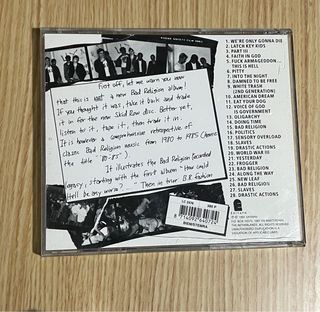 First off, let me warn you now
that this is not a new Bad Religion album,
If you thought it was, take it back and trade
it in for the new Skid Row disc. Better yet,
listen to it, tape it, then trade it in.
It is however a comprehensive retrospective of
classic Bad Religion music from 1980 to 1985 (hence
the title "80-85").
It illustrates the Bad Religion (recorded
starting with the first album "How could
Hell be any worse?" Then in true B.R. fashion
1. WE'RE ONLY GONNA DIE
2. LATCH KEY KIDS
3. PART III
4. FAITH IN GOD
5. FUCK ARMAGEDDON...
THIS IS HELL
6. PITY
7. INTO THE NIGHT
8. DAMNED TO BE FREE
9. WHITE TRASH
(2ND GENERATION)
10. AMERICAN DREAM
11. EAT YOUR DOG
12. VOICE OF GOD
IS GOVERNMENT
13. OLIGARCHY
14. DOING TIME
15. BAD RELIGION
16. POLITICS
17. SENSORY OVERLOAD
18. SLAVES
19. DRASTIC ACTIONS
20. WORLD WAR III
21. YESTERDAY
22. FROGGER
23. BAD RELIGION
24. ALONG THE WAY
25. NEW LEAF
26. BAD RELIGION
27. SLAVES
28. DRASTIC ACTIONS
EPITAPH